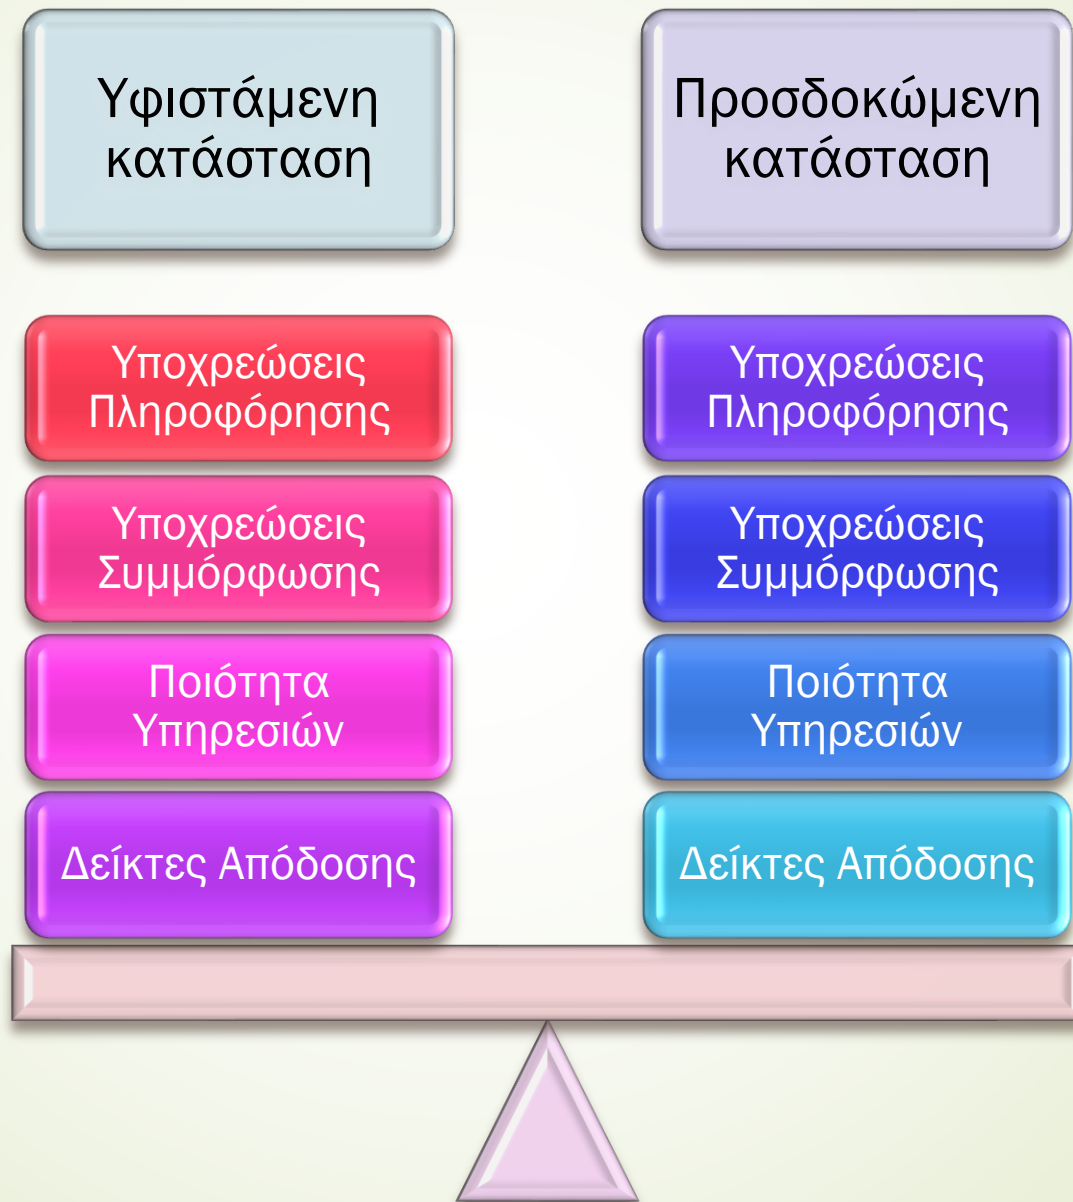 Υφιστάμενη
κατάσταση
Προσδοκώμενη
κατάσταση
Υποχρεώσεις
Πληροφόρησης
Υποχρεώσεις
Συμμόρφωσης
Ποιότητα
Υπηρεσιών
Δείκτες Απόδοσης
Υποχρεώσεις
Πληροφόρησης
Υποχρεώσεις
Συμμόρφωσης
Ποιότητα
Υπηρεσιών
Δείκτες Απόδοσης